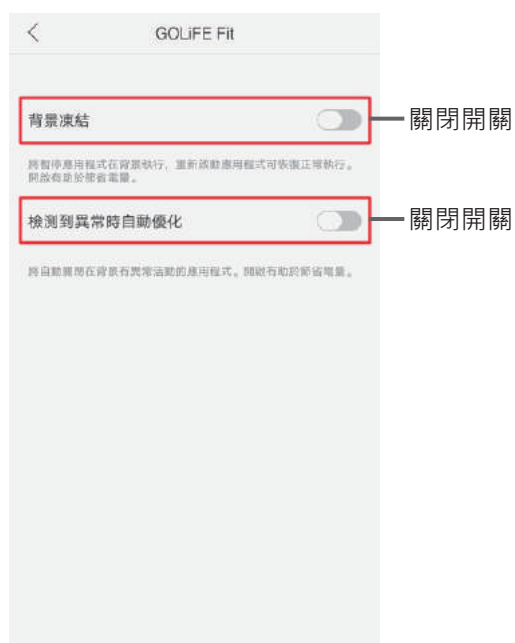 GOLiFE Fit
背景凍結
關閉開關
將暫停應用程式在背景執行,重新啟動應用程式可恢復正常執行。
開啟有助於節省電量。
檢測到異常時自動優化
關閉開關
將自動關閉在背景有異常活動的應用程式。開啟有助於節省電量。